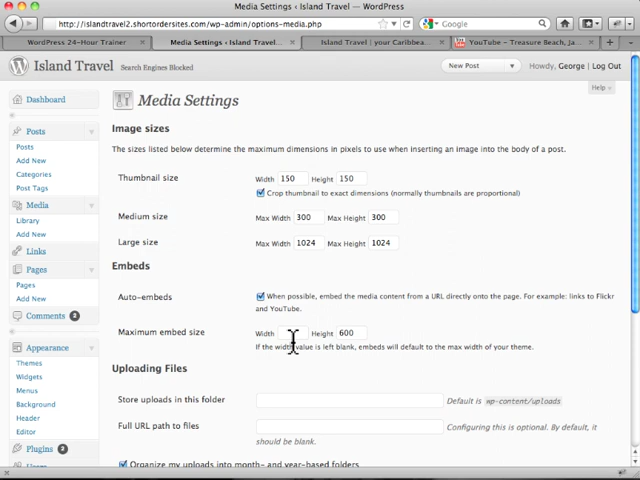 Media Settings ‹ Island Travel — WordPress
http://islandtravel2.shortordersites.com/wp-admin/options-media.php
Google
WordPress 24-Hour Trainer
Media Settings ‹ Island Travel...
Island Travel | your Caribbea...
YouTube - Treasure Beach, Ja...
Island Travel
Search Engines Blocked
New Post
Howdy, George | Log Out
Help
Dashboard
Posts
Posts
Add New
Categories
Post Tags
Media
Library
Add New
Links
Pages
Pages
Add New
Comments 2
Appearance
Themes
Widgets
Menus
Background
Header
Editor
Plugins 2
Media Settings
Image sizes
The sizes listed below determine the maximum dimensions in pixels to use when inserting an image into the body of a post.
Thumbnail size
Width 150 Height 150
Crop thumbnail to exact dimensions (normally thumbnails are proportional)
Medium size
Max Width 300 Max Height 300
Large size
Max Width 1024 Max Height 1024
Embeds
Auto-embeds
When possible, embed the media content from a URL directly onto the page. For example: links to Flickr
and YouTube.
Maximum embed size
Width Height 600
If the width value is left blank, embeds will default to the max width of your theme.
Uploading Files
Store uploads in this folder
Default is wp-content/uploads
Full URL path to files
Configuring this is optional. By default, it
should be blank.
Organize my uploads into month- and year-based folders